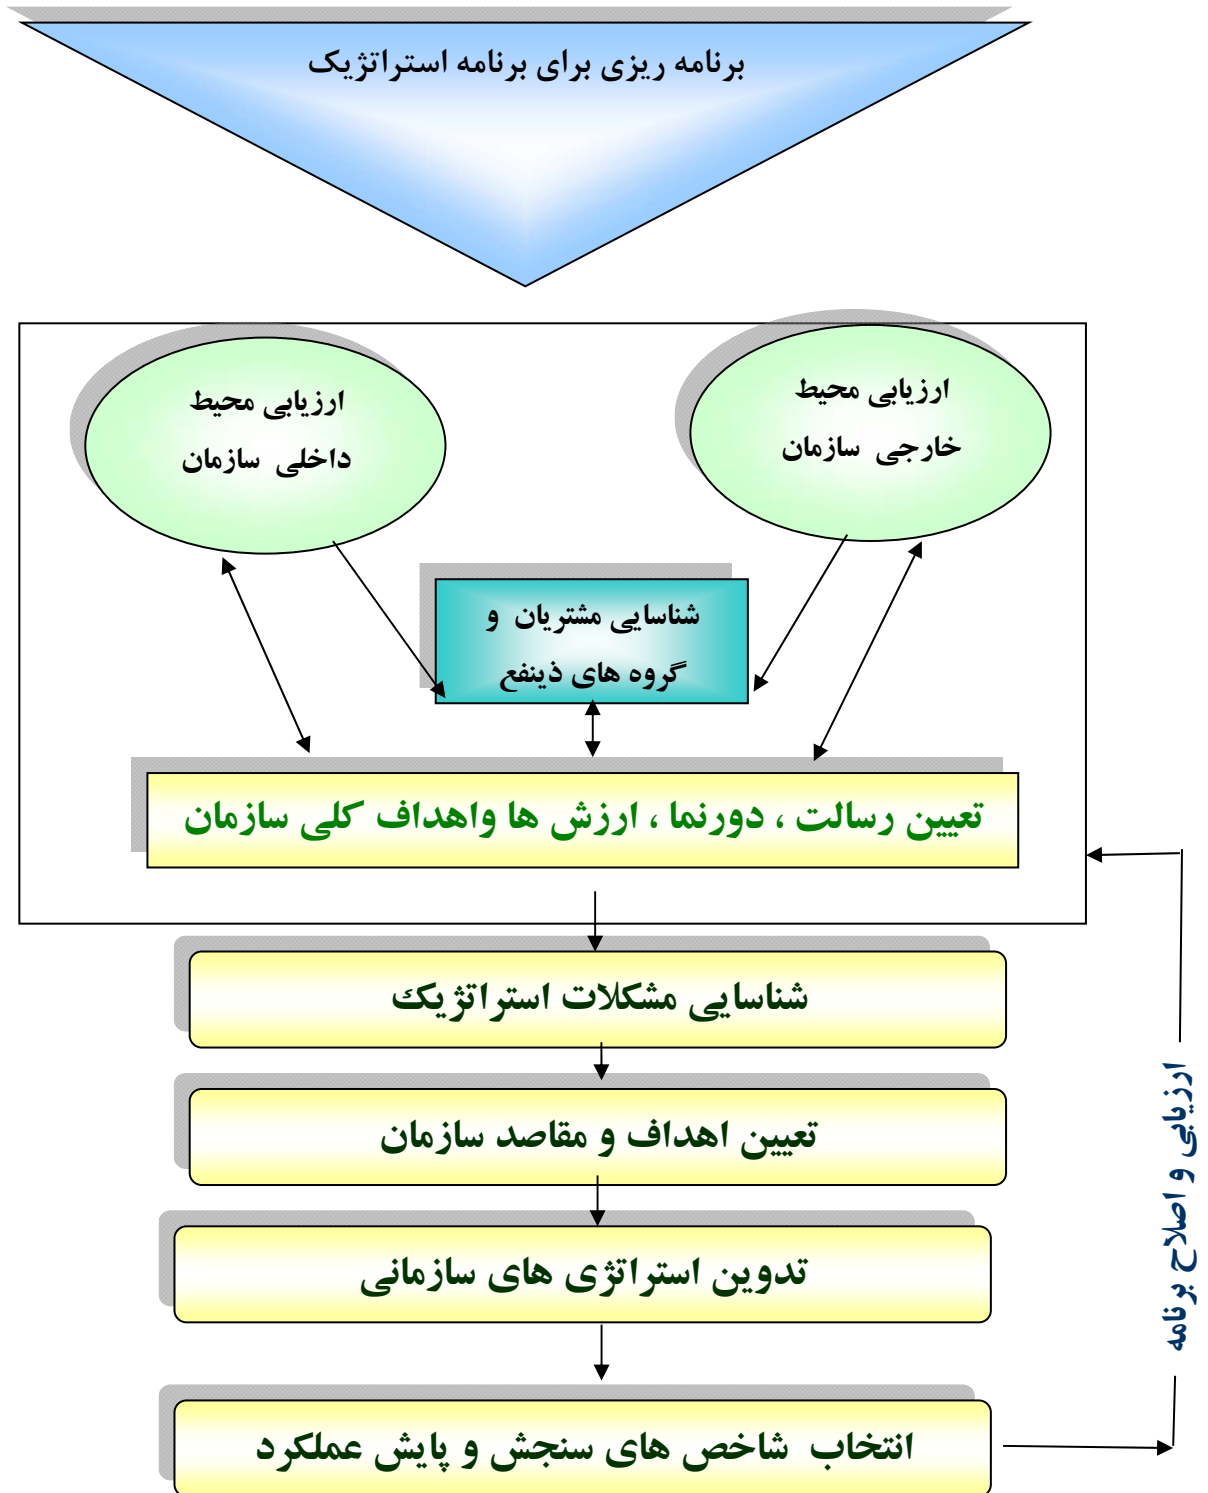 برنامه ریزی برای برنامه استراتژیک
ارزیابی محیط
خارجی سازمان
ارزیابی محیط
داخلی سازمان
شناسایی مشتریان و
گروه های ذینفع
تعیین رسالت ، دورنما ، ارزش ها واهداف کلی سازمان
شناسایی مشکلات استراتژیک
تعیین اهداف و مقاصد سازمان
تدوین استراتژی های سازمانی
انتخاب شاخص های سنجش و پایش عملکرد
ارزیابی و اصلاح برنامه